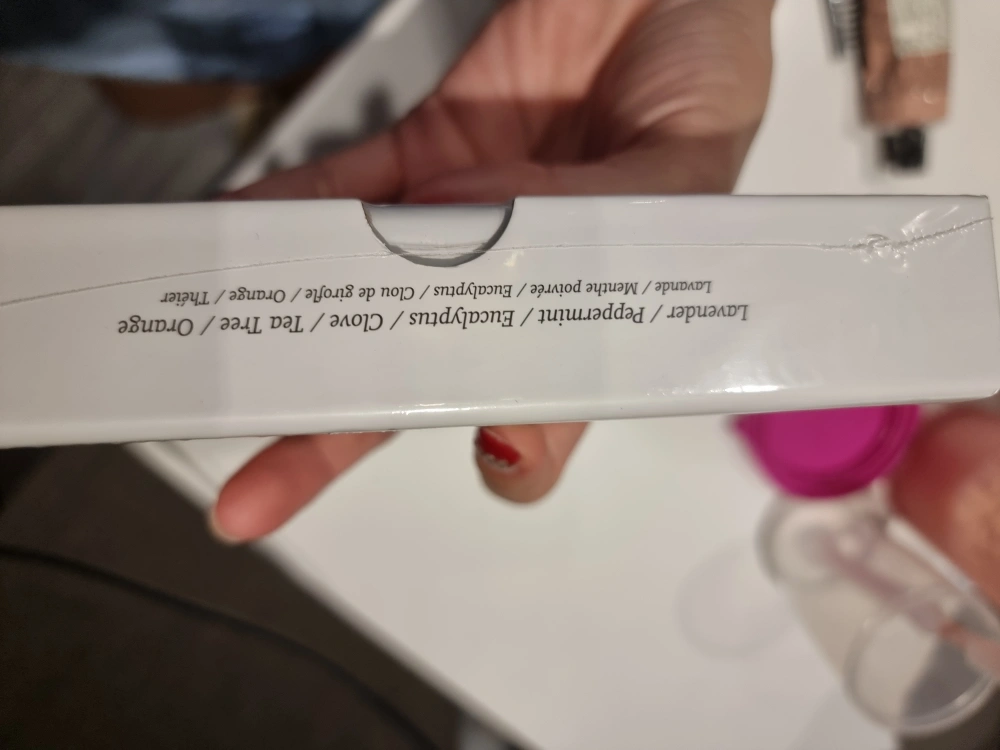 Lavender / Peppermint / Eucalyptus / Clove / Tea Tree / Orange
Lavande / Menthe poivrée / Eucalyptus / Clou de girofle / Orange / Théier